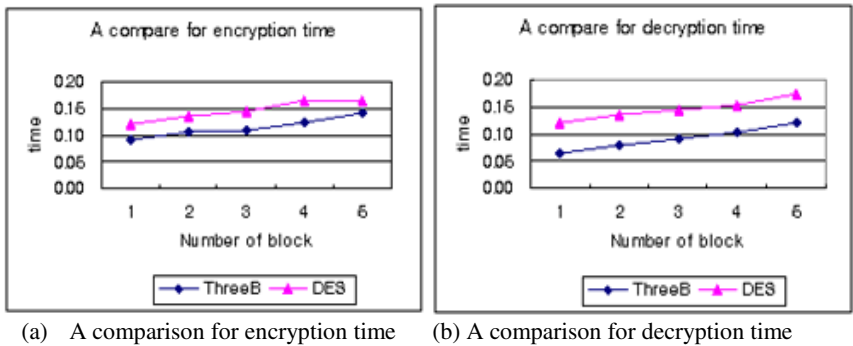 A compare for encryption time
0.20
0.15
0.10
0.05
0.00
time
1 2 3 4 5
Number of block
ThreeB DES
A compare for decryption time
0.20
0.15
0.10
0.05
0.00
time
1 2 3 4 5
Number of block
ThreeB DES
(a) A comparison for encryption time
(b) A comparison for decryption time